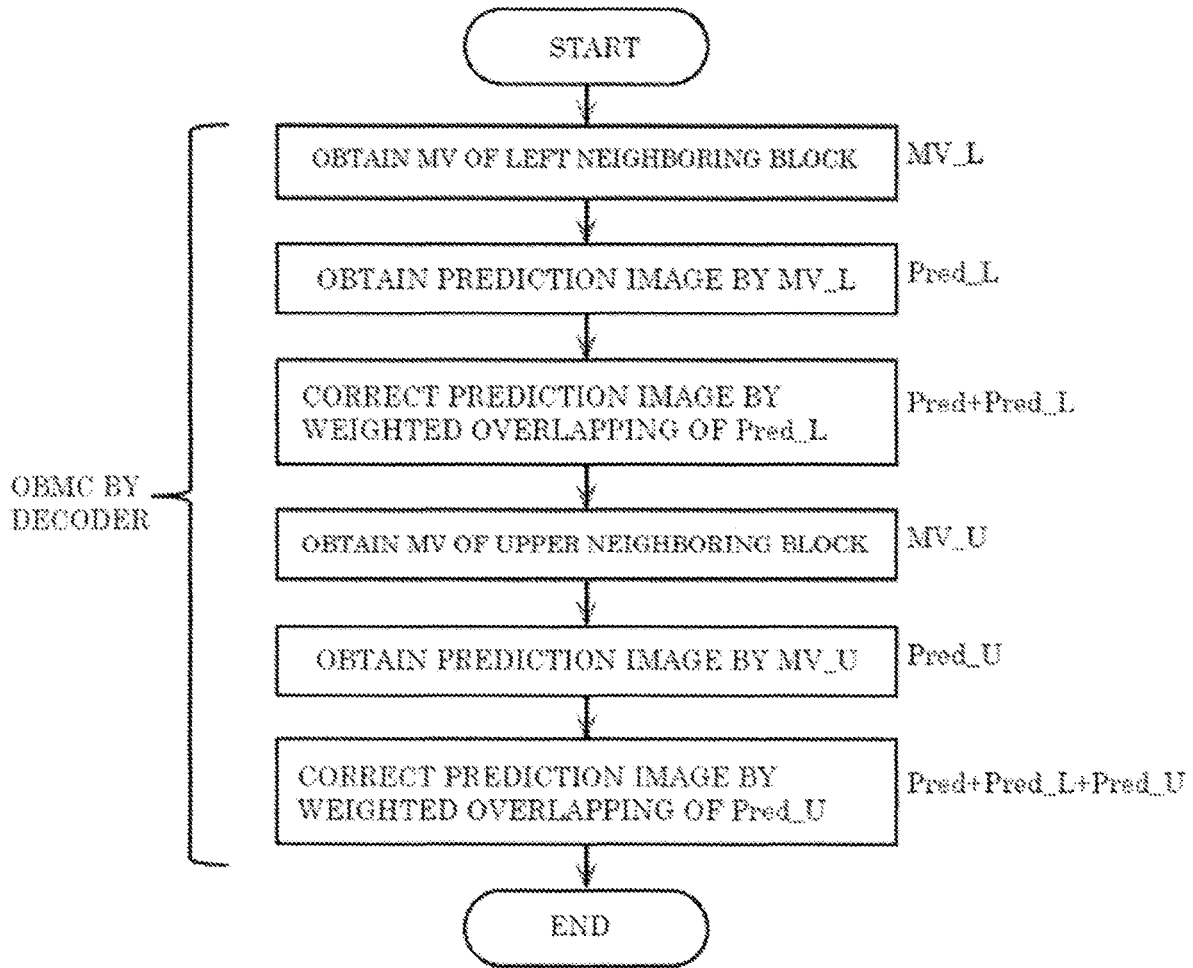 START
OBTAIN MV OF LEFT NEIGHBORING BLOCK
MV_L
OBTAIN PREDICTION IMAGE BY MV_L
Pred_L
CORRECT PREDICTION IMAGE BY
WEIGHTED OVERLAPPING OF Pred_L
Pred+Pred_L
OBMC BY
DECODER
OBTAIN MV OF UPPER NEIGHBORING BLOCK
MV_U
OBTAIN PREDICTION IMAGE BY MV_U
Pred_U
CORRECT PREDICTION IMAGE BY
WEIGHTED OVERLAPPING OF Pred_U
Pred+Pred_L+Pred_U
END